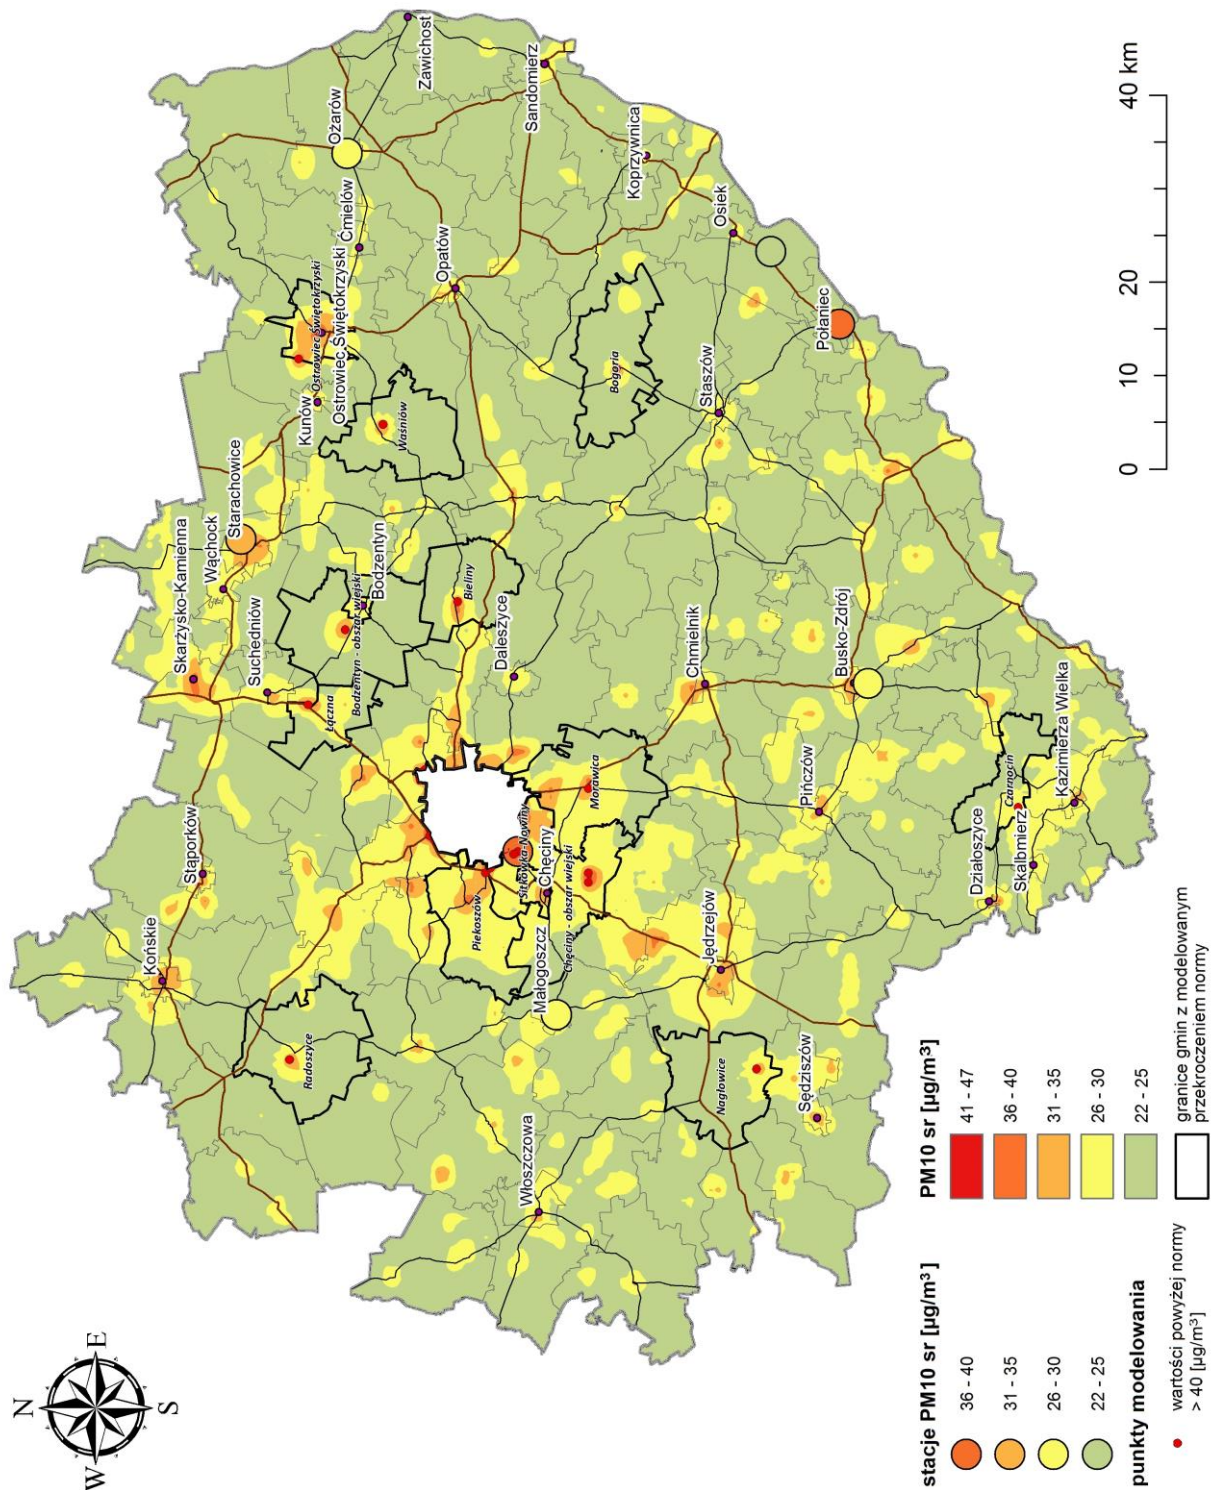 N
W
E
S
Końskie
Stąporków
Skarżysko-Kamienna
Wąchock
Starachowice
Suchedniów
Łączna
Bodzentyn - obszar wiejski
Bodzentyn
Radoszyce
Kunów
Ostrowiec Świętokrzyski
Ostrowiec Świętokrzyski
Ćmielów
Ożarów
Zawichost
Waśniów
Opatów
Bieliny
Daleszyce
Sandomierz
Włoszczowa
Małogoszcz
Piekoszów
Sitkówka-Nowiny
Chęciny
Chęciny - obszar wiejski
Morawica
Bogoria
Koprzywnica
Osiek
Staszów
Połaniec
Chmielnik
Jędrzejów
Nagłowice
Sędziszów
Pińczów
Busko-Zdrój
Działoszyce
Skalbmierz
Czarnocin
Kazimierza Wielka
stacje PM10 sr [µg/m³]
36 - 40
31 - 35
26 - 30
22 - 25
punkty modelowania
wartości powyżej normy
> 40 [µg/m³]
PM10 sr [µg/m³]
41 - 47
36 - 40
31 - 35
26 - 30
22 - 25
granice gmin z modelowanym
przekroczeniem normy
0 10 20 40 km